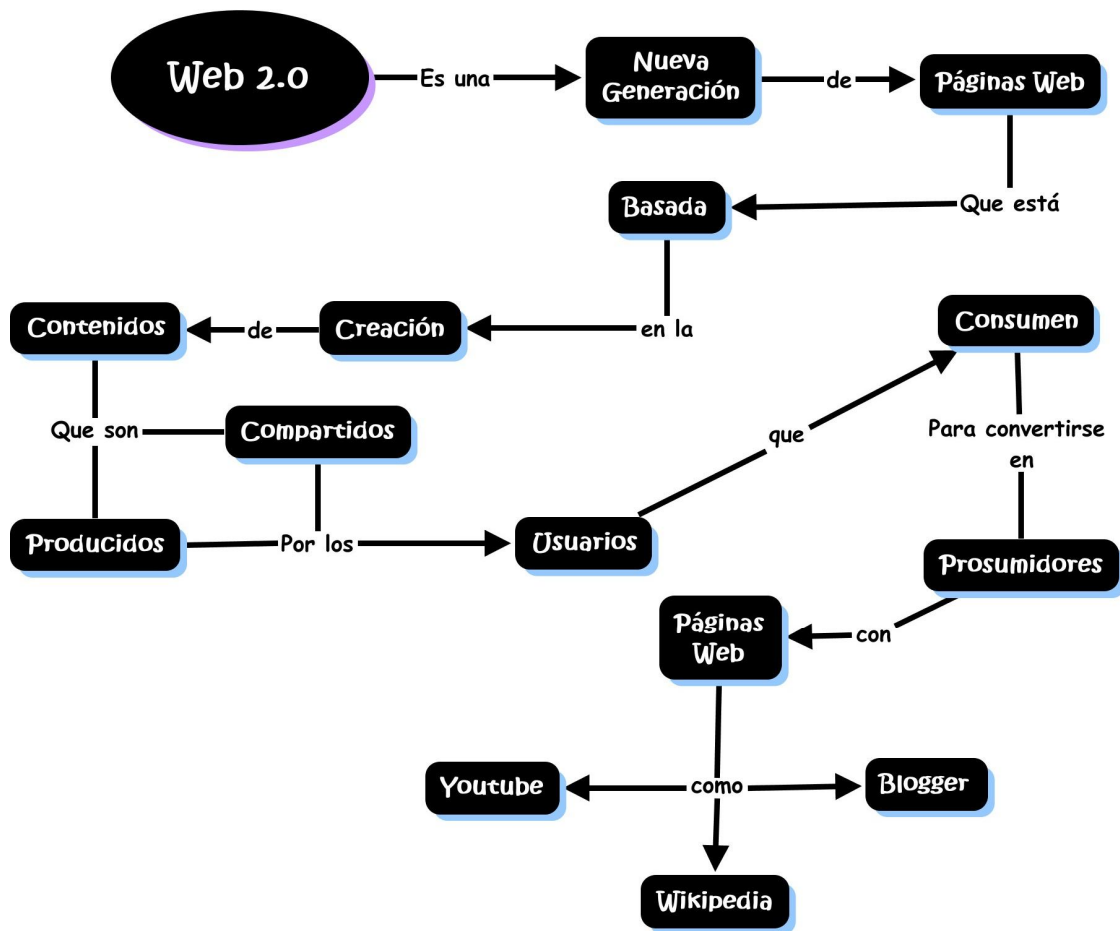 Web 2.0
Es una
Nueva
Generación
de
Páginas Web
Que está
Basada
en la
Creación
de
Contenidos
Que son
Compartidos
Producidos
Por los
Usuarios
que
Consumen
Para convertirse
en
Prosumidores
con
Páginas
Web
como
Youtube
Blogger
Wikipedia